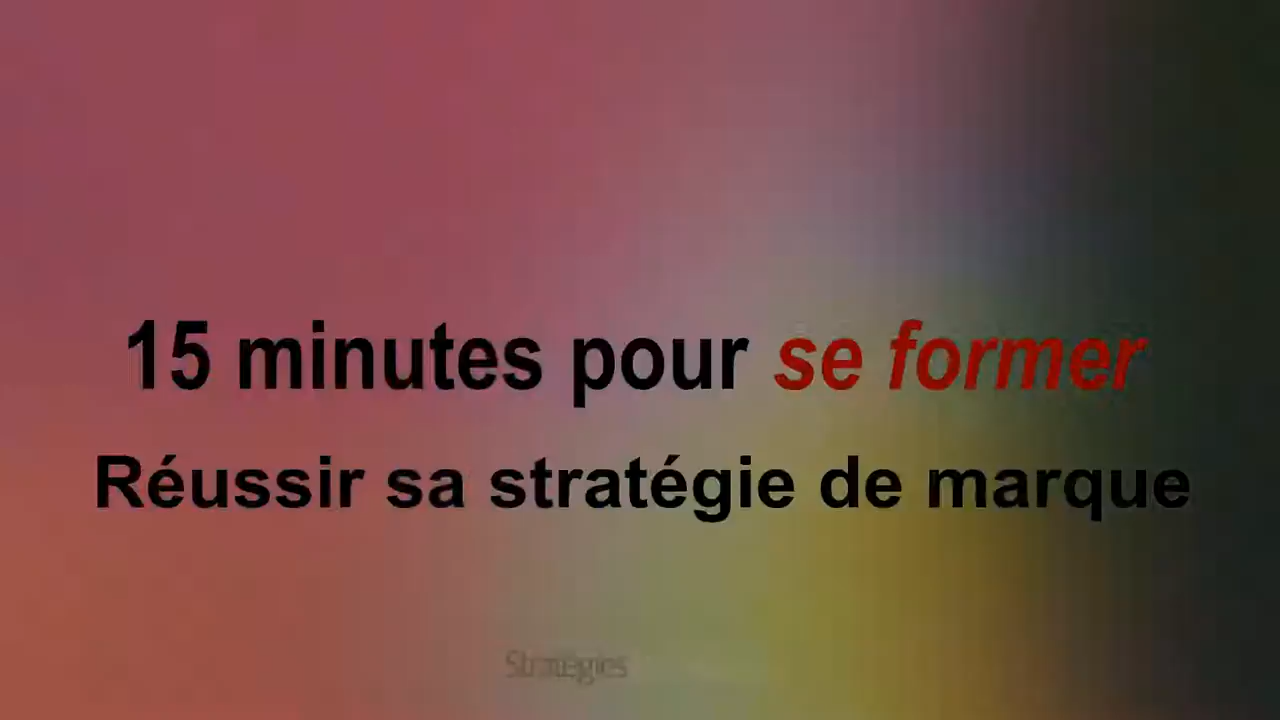 15 minutes pour se former
Réussir sa stratégie de marque
Stratégies